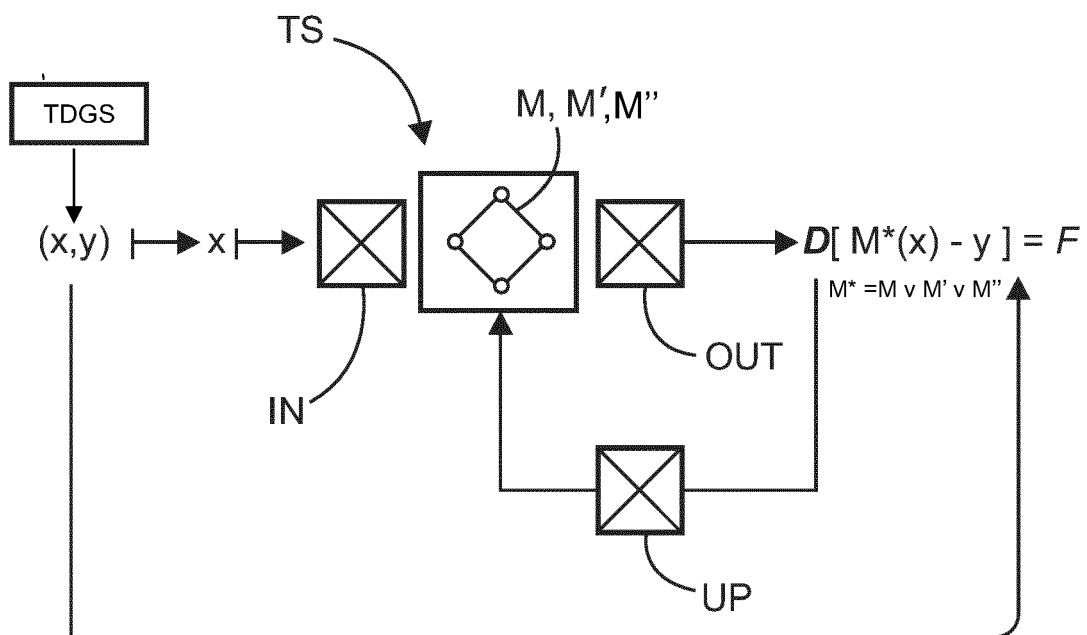 TS
TDGS
M, M′,M”
(x,y) x D[ M*(x) - y ] = F
M* =M v M’ v M”
OUT
IN
UP